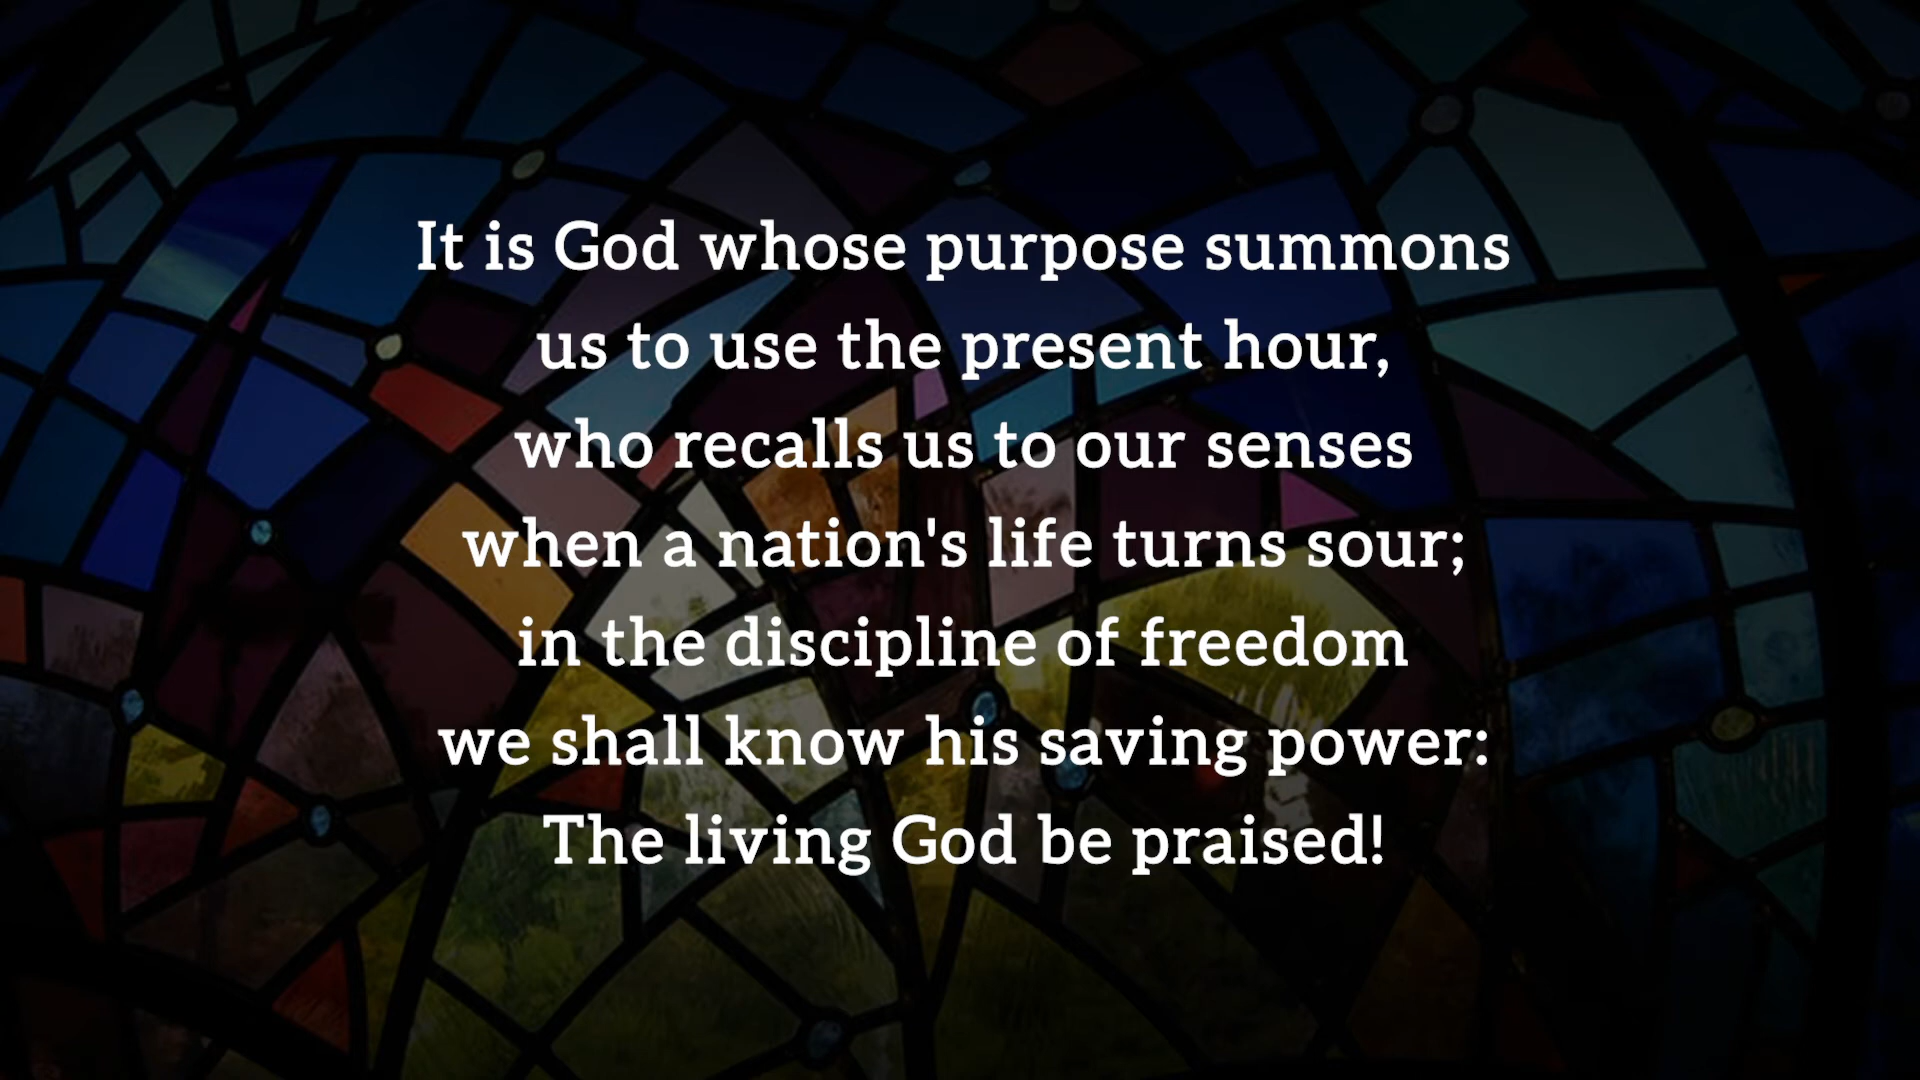 It is God whose purpose summons
us to use the present hour,
who recalls us to our senses
when a nation's life turns sour;
in the discipline of freedom
we shall know his saving power:
The living God be praised!